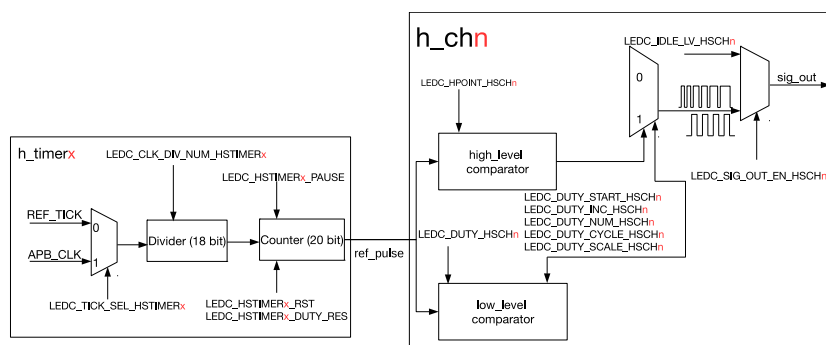 h_chn
LEDC_IDLE_LV_HSCHn
sig_out
0
1
LEDC_HPOINT_HSCHn
high_level
comparator
LEDC_SIG_OUT_EN_HSCHn
LEDC_DUTY_START_HSCHn
LEDC_DUTY_INC_HSCHn
LEDC_DUTY_NUM_HSCHn
LEDC_DUTY_CYCLE_HSCHn
LEDC_DUTY_SCALE_HSCHn
LEDC_DUTY_HSCHn
low_level
comparator
h_timerx
LEDC_CLK_DIV_NUM_HSTIMERx
LEDC_HSTIMERx_PAUSE
REF_TICK
0
APB_CLK
1
Divider (18 bit)
Counter (20 bit)
ref_pulse
LEDC_TICK_SEL_HSTIMERx
LEDC_HSTIMERx_RST
LEDC_HSTIMERx_DUTY_RES